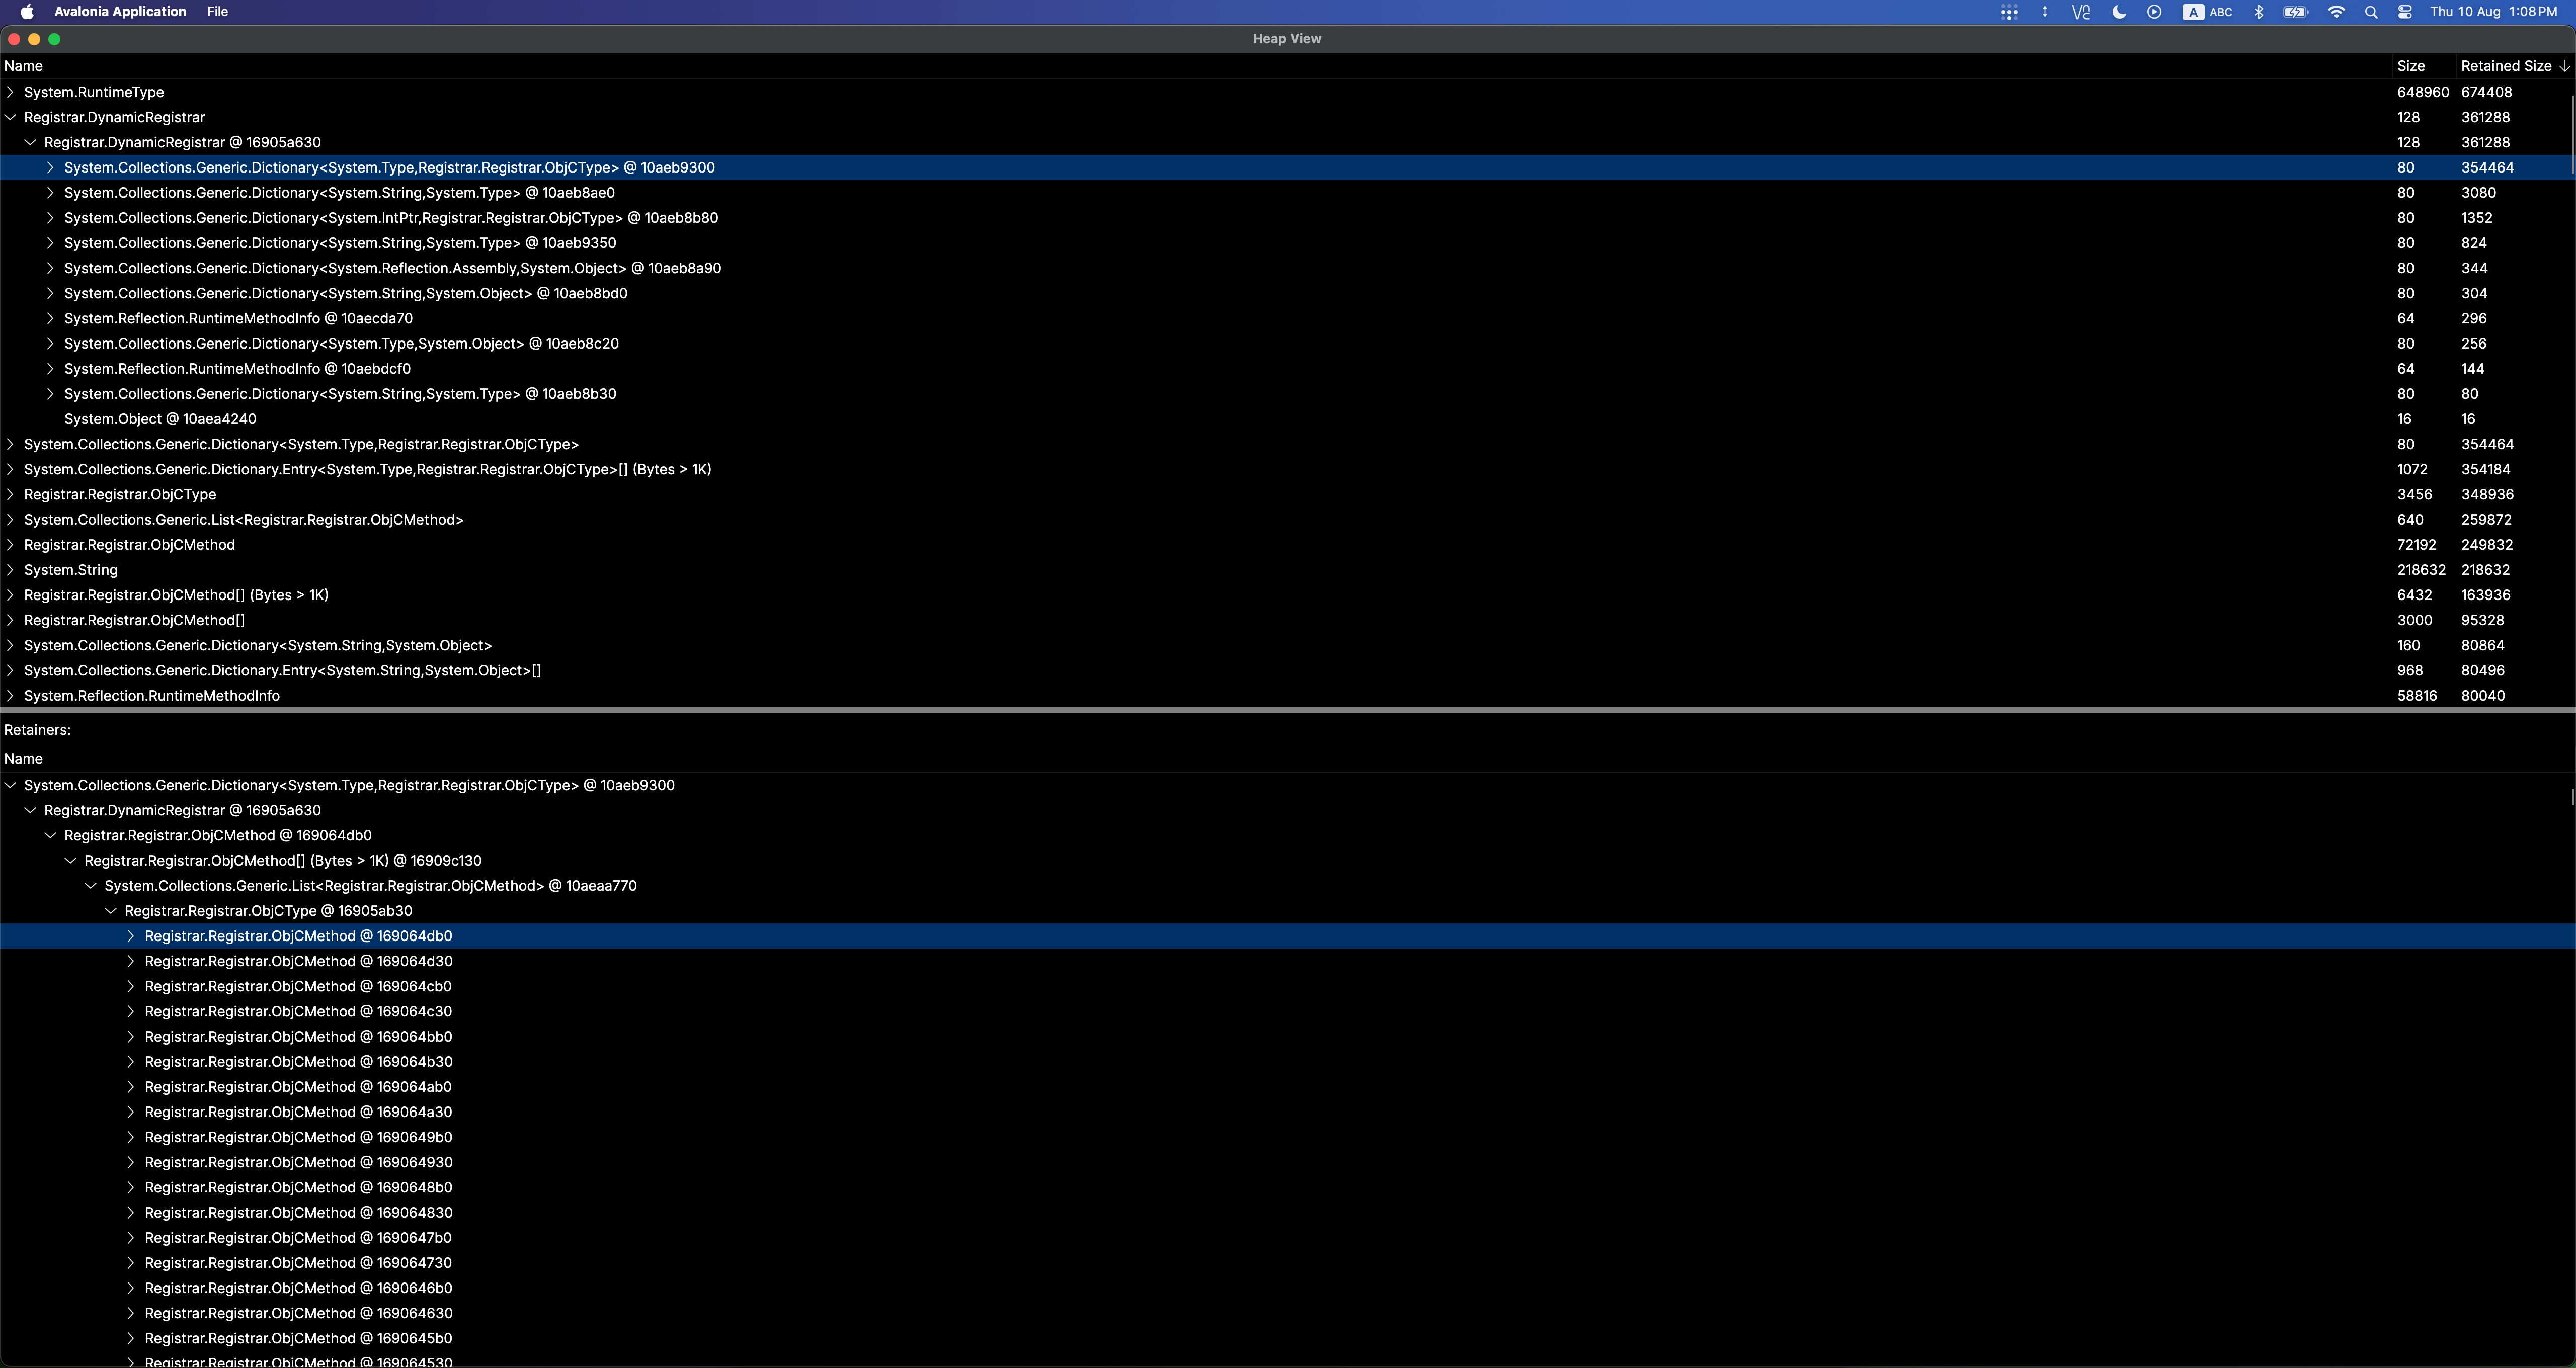 Avalonia Application File A ABC Thu 10 Aug 1:08 PM
Heap View
Name Size Retained Size
System.RuntimeType 648960 674408
Registrar.DynamicRegistrar 128 361288
Registrar.DynamicRegistrar @ 16905a630 128 361288
System.Collections.Generic.Dictionary<System.Type,Registrar.Registrar.ObjCType> @ 10aeb9300 80 354464
System.Collections.Generic.Dictionary<System.String,System.Type> @ 10aeb8ae0 80 3080
System.Collections.Generic.Dictionary<System.IntPtr,Registrar.Registrar.ObjCType> @ 10aeb8b80 80 1352
System.Collections.Generic.Dictionary<System.String,System.Type> @ 10aeb9350 80 824
System.Collections.Generic.Dictionary<System.Reflection.Assembly,System.Object> @ 10aeb8a90 80 344
System.Collections.Generic.Dictionary<System.String,System.Object> @ 10aeb8bd0 80 304
System.Reflection.RuntimeMethodInfo @ 10aecda70 64 296
System.Collections.Generic.Dictionary<System.Type,System.Object> @ 10aeb8c20 80 256
System.Reflection.RuntimeMethodInfo @ 10aebdcf0 64 144
System.Collections.Generic.Dictionary<System.String,System.Type> @ 10aeb8b30 80 80
System.Object @ 10aea4240 16 16
System.Collections.Generic.Dictionary<System.Type,Registrar.Registrar.ObjCType> 80 354464
System.Collections.Generic.Dictionary.Entry<System.Type,Registrar.Registrar.ObjCType>[] (Bytes > 1K) 1072 354184
Registrar.Registrar.ObjCType 3456 348936
System.Collections.Generic.List<Registrar.Registrar.ObjCMethod> 640 259872
Registrar.Registrar.ObjCMethod 72192 249832
System.String 218632 218632
Registrar.Registrar.ObjCMethod[] (Bytes > 1K) 6432 163936
Registrar.Registrar.ObjCMethod[] 3000 95328
System.Collections.Generic.Dictionary<System.String,System.Object> 160 80864
System.Collections.Generic.Dictionary.Entry<System.String,System.Object>[] 968 80496
System.Reflection.RuntimeMethodInfo 58816 80040
Retainers:
Name
System.Collections.Generic.Dictionary<System.Type,Registrar.Registrar.ObjCType> @ 10aeb9300
Registrar.DynamicRegistrar @ 16905a630
Registrar.Registrar.ObjCMethod @ 169064db0
Registrar.Registrar.ObjCMethod[] (Bytes > 1K) @ 16909c130
System.Collections.Generic.List<Registrar.Registrar.ObjCMethod> @ 10aeaa770
Registrar.Registrar.ObjCType @ 16905ab30
Registrar.Registrar.ObjCMethod @ 169064db0
Registrar.Registrar.ObjCMethod @ 169064d30
Registrar.Registrar.ObjCMethod @ 169064cb0
Registrar.Registrar.ObjCMethod @ 169064c30
Registrar.Registrar.ObjCMethod @ 169064bb0
Registrar.Registrar.ObjCMethod @ 169064b30
Registrar.Registrar.ObjCMethod @ 169064ab0
Registrar.Registrar.ObjCMethod @ 169064a30
Registrar.Registrar.ObjCMethod @ 1690649b0
Registrar.Registrar.ObjCMethod @ 169064930
Registrar.Registrar.ObjCMethod @ 1690648b0
Registrar.Registrar.ObjCMethod @ 169064830
Registrar.Registrar.ObjCMethod @ 1690647b0
Registrar.Registrar.ObjCMethod @ 169064730
Registrar.Registrar.ObjCMethod @ 1690646b0
Registrar.Registrar.ObjCMethod @ 169064630
Registrar.Registrar.ObjCMethod @ 1690645b0
Registrar.Registrar.ObjCMethod @ 169064530